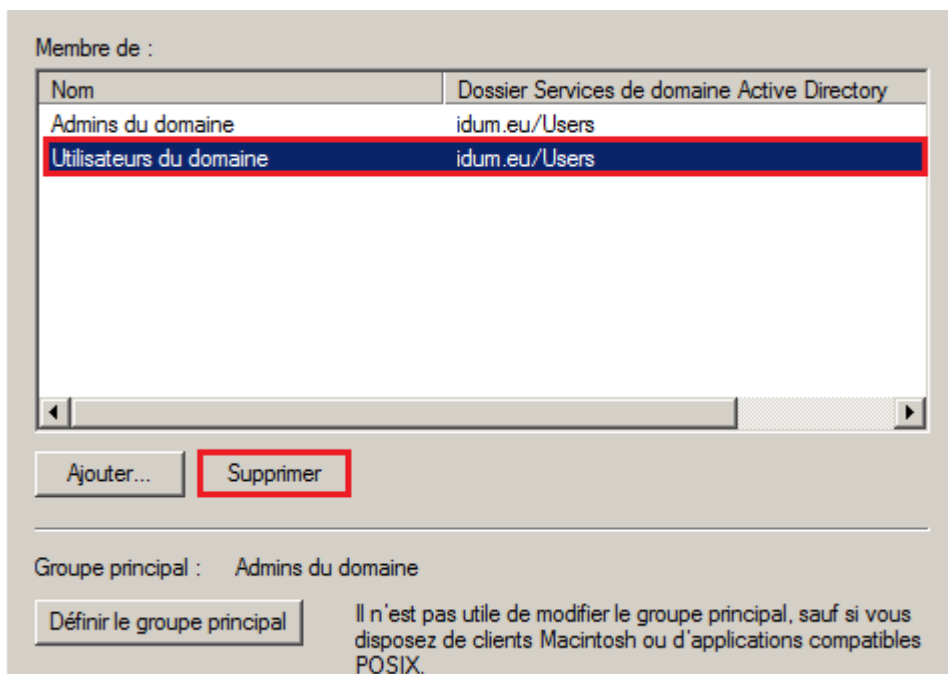 Membre de :
Nom Dossier Services de domaine Active Directory
Admins du domaine idum.eu/Users
Utilisateurs du domaine idum.eu/Users
Ajouter... Supprimer
Groupe principal : Admins du domaine
Définir le groupe principal
Il n'est pas utile de modifier le groupe principal, sauf si vous
disposez de clients Macintosh ou d'applications compatibles
POSIX.